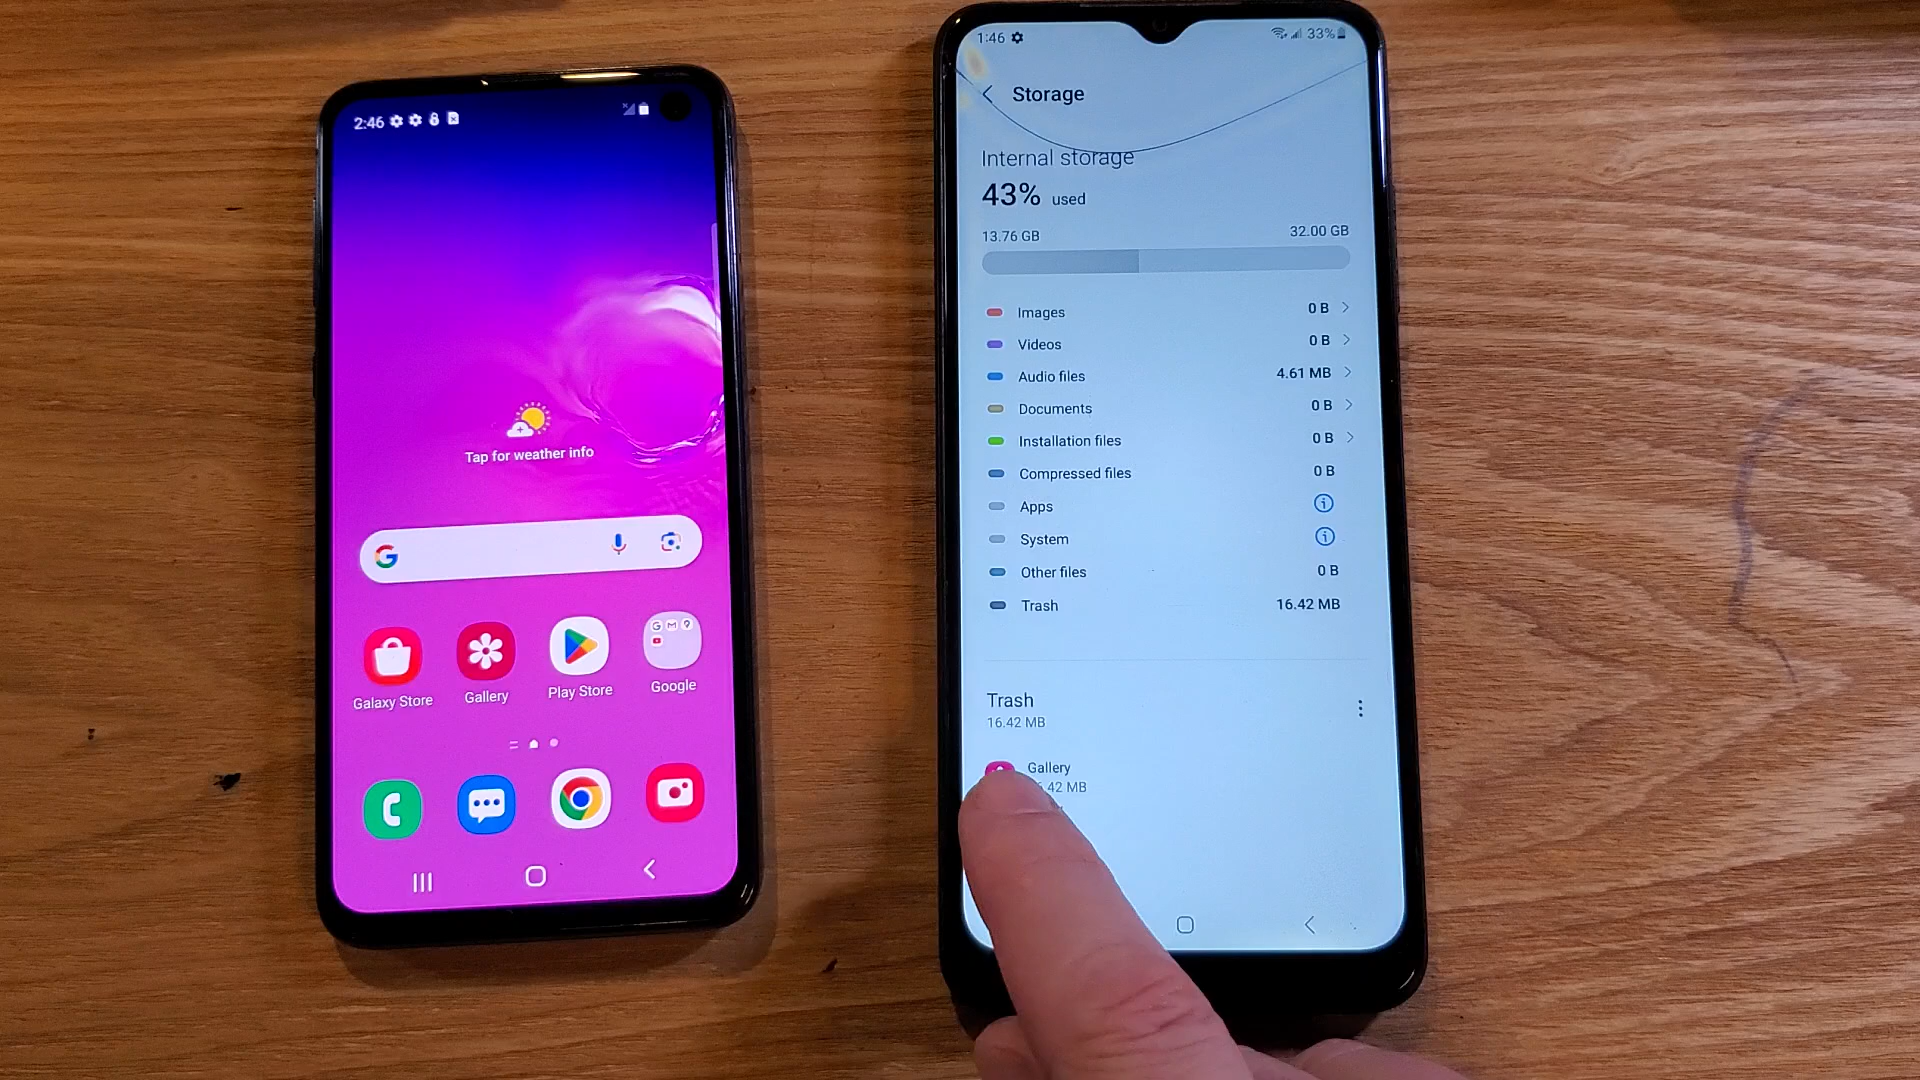 2:46
Tap for weather info
G
Galaxy Store
Gallery
Play Store
Google
1:46
33%
Storage
Internal storage
43% used
13.76 GB
32.00 GB
Images 0 B
Videos 0 B
Audio files 4.61 MB
Documents 0 B
Installation files 0 B
Compressed files 0 B
Apps
System
Other files 0 B
Trash 16.42 MB
Trash
16.42 MB
Gallery
42 MB